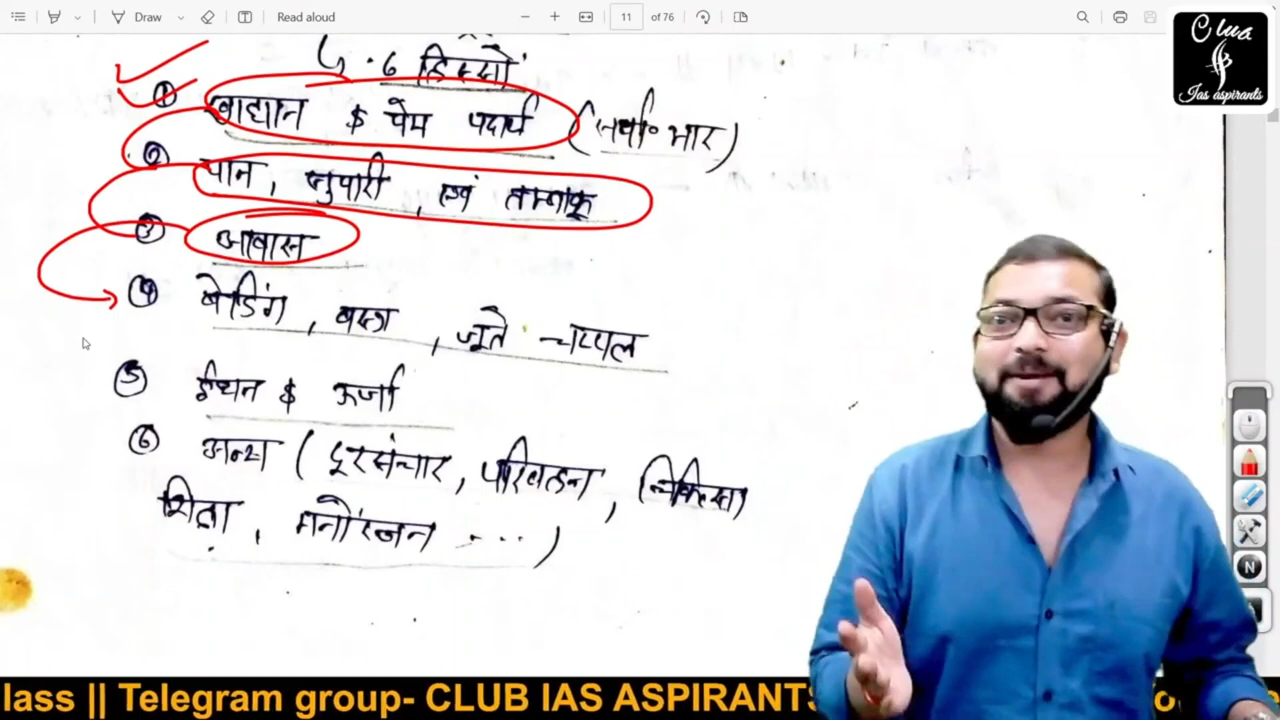 Draw
Read aloud
11 of 76
Clua
Ias aspirants
6 हिस्सों
① खाद्यान & पेय पदार्थ (सर्वा० भार)
② पान, सुपारी, एवं तम्बाकू
③ आवास
④ बेडिंग, वस्त्र, जूते चप्पल
⑤ ईंधन & ऊर्जा
⑥ अन्य (दूरसंचार, परिवहन, चिकित्सा
शिक्षा, मनोरंजन ...)
N
lass || Telegram group- CLUB IAS ASPIRANTS